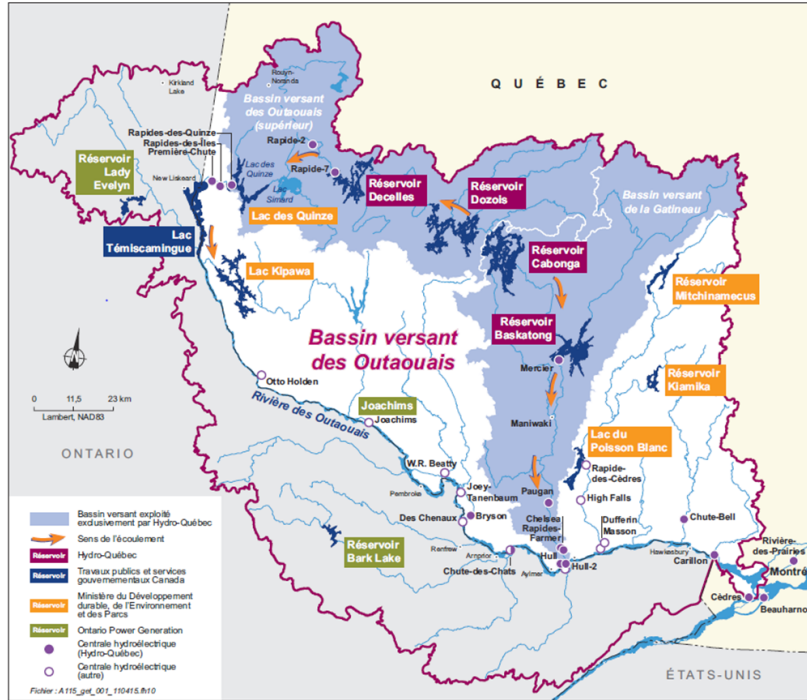 QUÉBEC
Kirkland
Lake
Rouyn-
Noranda
Bassin versant
des Outaouais
(supérieur)
Rapides-des-Quinze
Rapides-des-Îles
Première-Chute
Rapide-2
Rapide-7
Réservoir
Lady
Evelyn
New Liskeard
Lac des
Quinze
Lac
Simard
Réservoir
Decelles
Réservoir
Dozois
Bassin versant
de la Gatineau
Lac des Quinze
Lac
Témiscamingue
Lac Kipawa
Réservoir
Cabonga
Réservoir
Mitchinamecus
Bassin versant
des Outaouais
Réservoir
Baskatong
Mercier
Réservoir
Kiamika
Otto Holden
Rivière des Outaouais
Joachims
Joachims
Maniwaki
Lac du
Poisson Blanc
0 11,5 23 km
Lambert, NAD83
ONTARIO
W.R. Beatty
Pembroke
Joey-
Tanenbaum
Des Chenaux
Bryson
Paugan
Rapide-
des-Cèdres
High Falls
Chelsea
Rapides-
Farmer
Dufferin
Masson
Chute-Bell
Réservoir
Bark Lake
Renfrew
Arnprior
Chute-des-Chats
Aylmer
Hull
Hull-2
Hawkesbury
Carillon
Rivière-
des-Prairies
Montré
Cèdres
Beauharno
ÉTATS-UNIS
Bassin versant exploité
exclusivement par Hydro-Québec
Sens de l'écoulement
Réservoir Hydro-Québec
Réservoir Travaux publics et services
gouvernementaux Canada
Réservoir Ministère du Développement
durable, de l'Environnement
et des Parcs
Réservoir Ontario Power Generation
Centrale hydroélectrique
(Hydro-Québec)
Centrale hydroélectrique
(autre)
Fichier : A115_get_001_110415.fh10